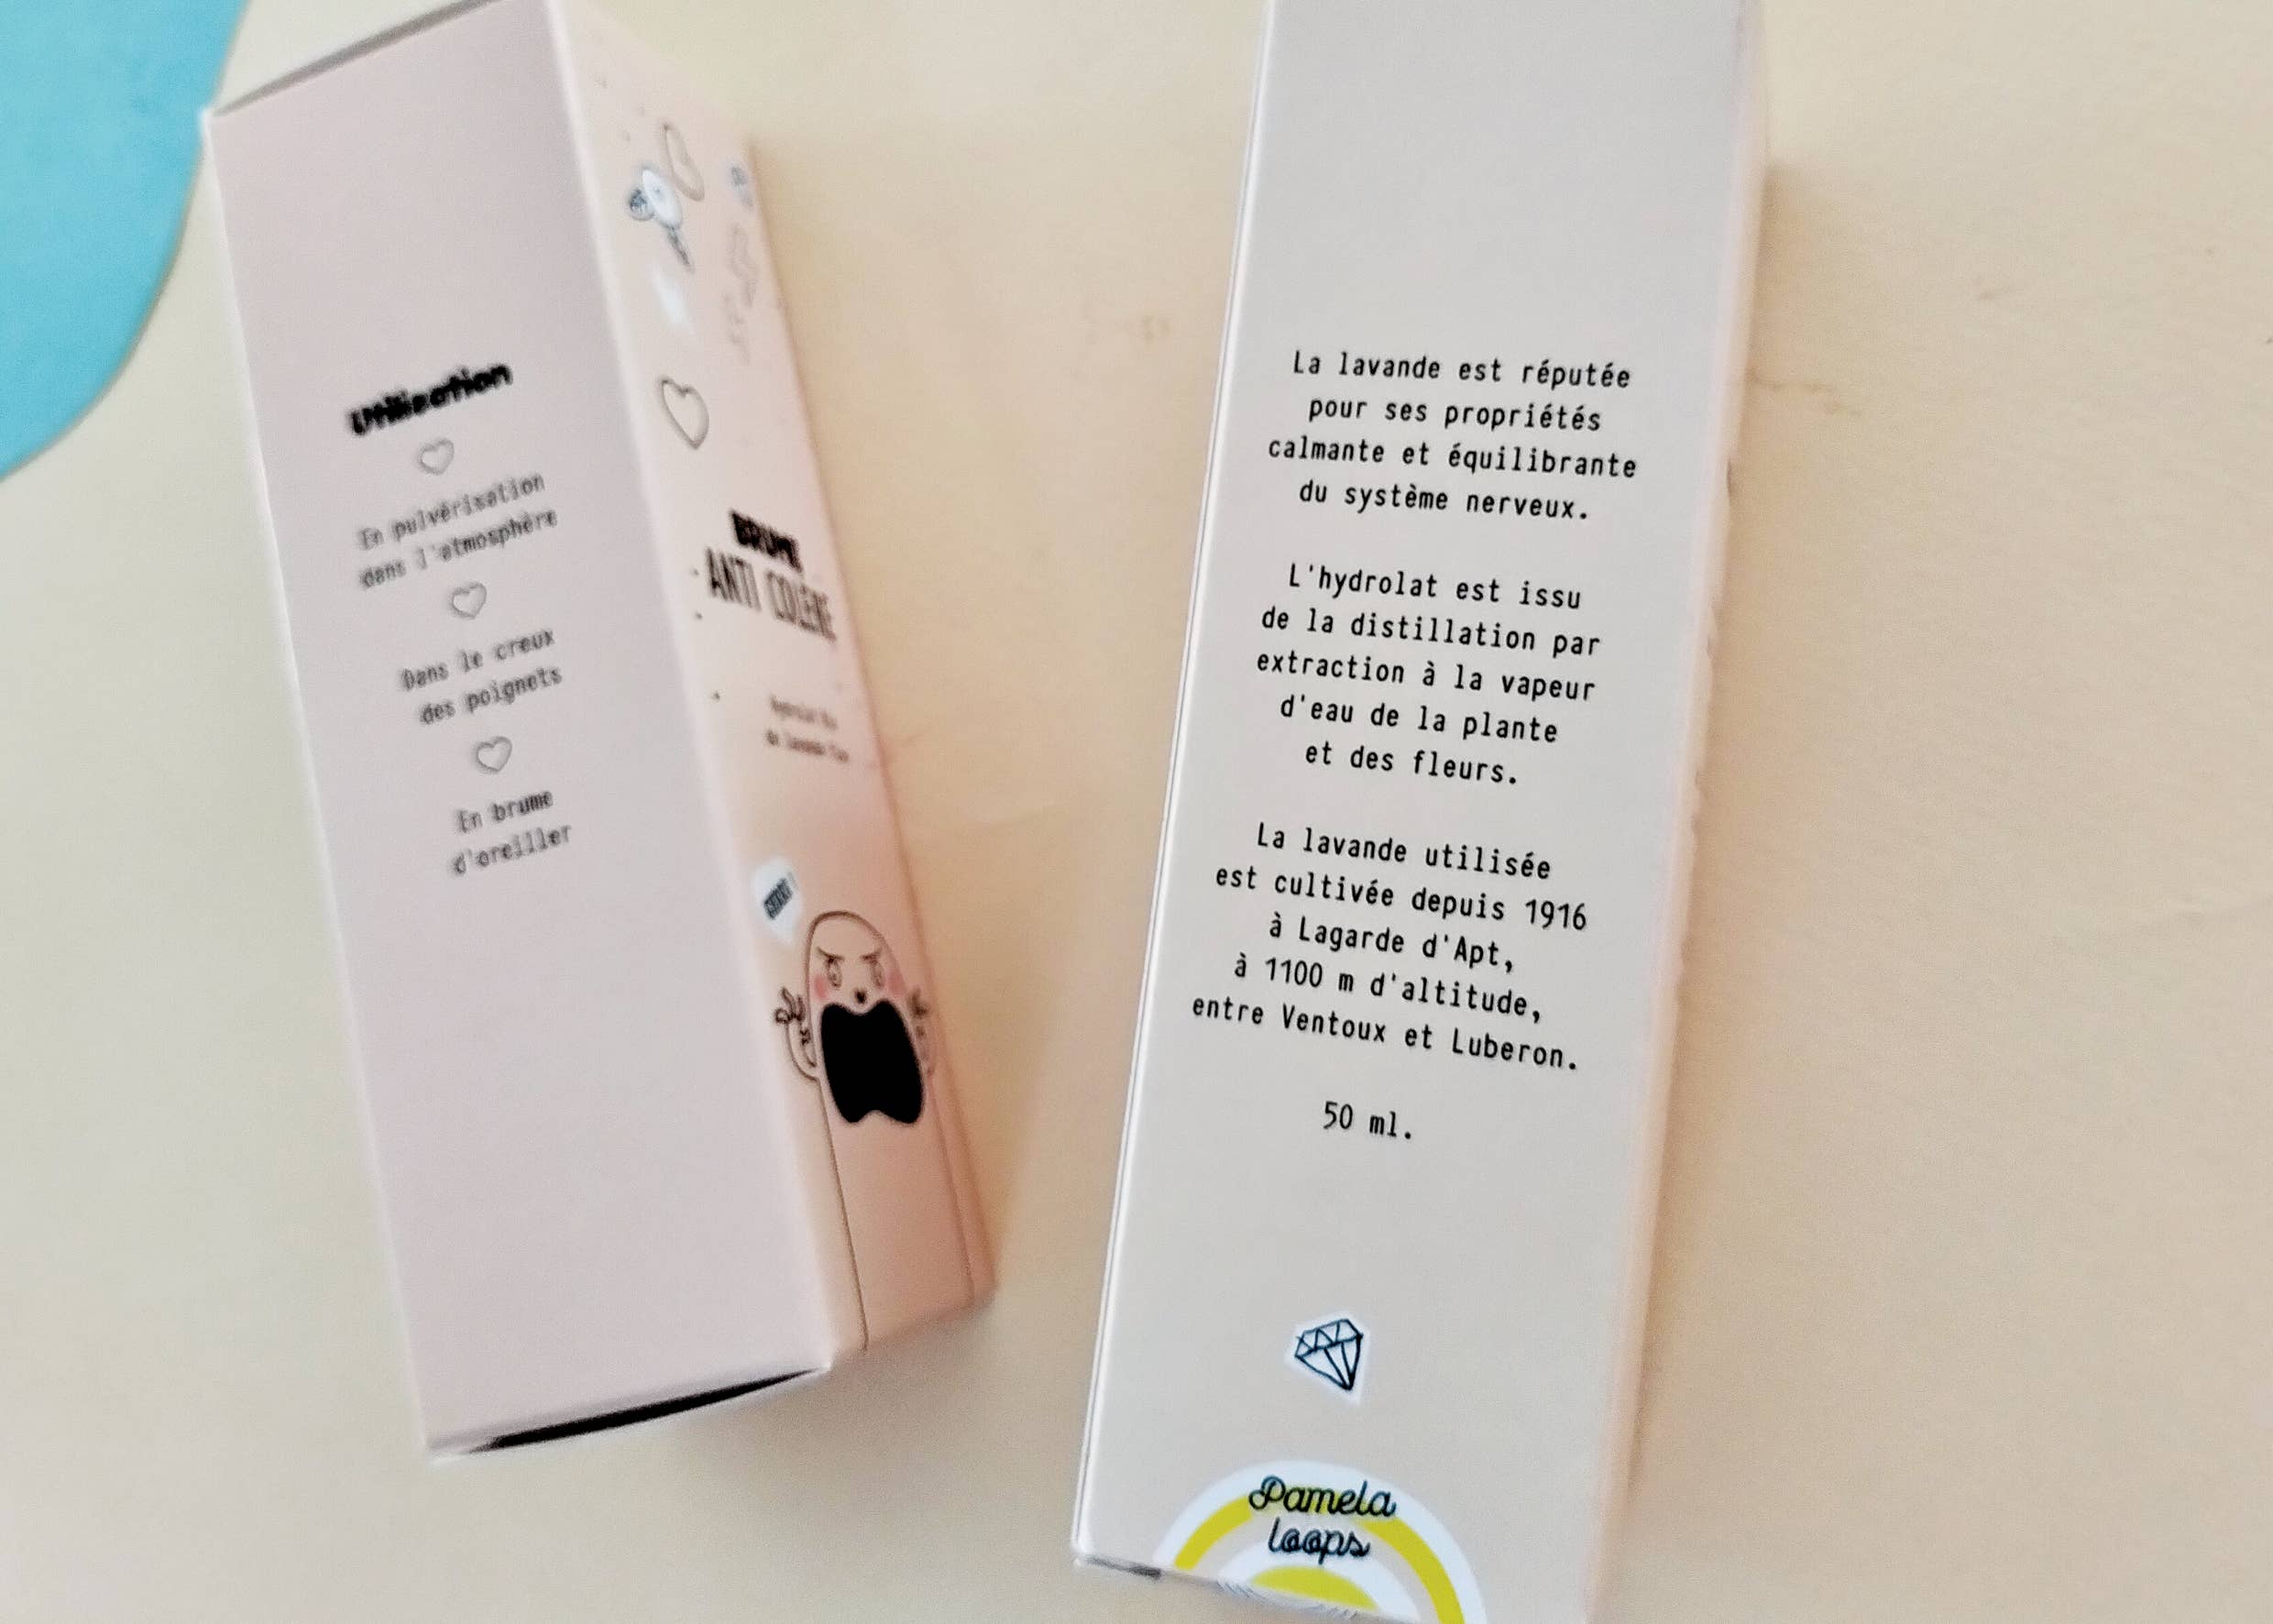 Utilisation
En pulvérisation
dans l'atmosphère
Dans le creux
des poignets
En brume
d'oreiller
BRUME
ANTI COLÈRE
La lavande est réputée
pour ses propriétés
calmante et équilibrante
du système nerveux.
L'hydrolat est issu
de la distillation par
extraction à la vapeur
d'eau de la plante
et des fleurs.
La lavande utilisée
est cultivée depuis 1916
à Lagarde d'Apt,
à 1100 m d'altitude,
entre Ventoux et Luberon.
50 ml.
Pamela
loops